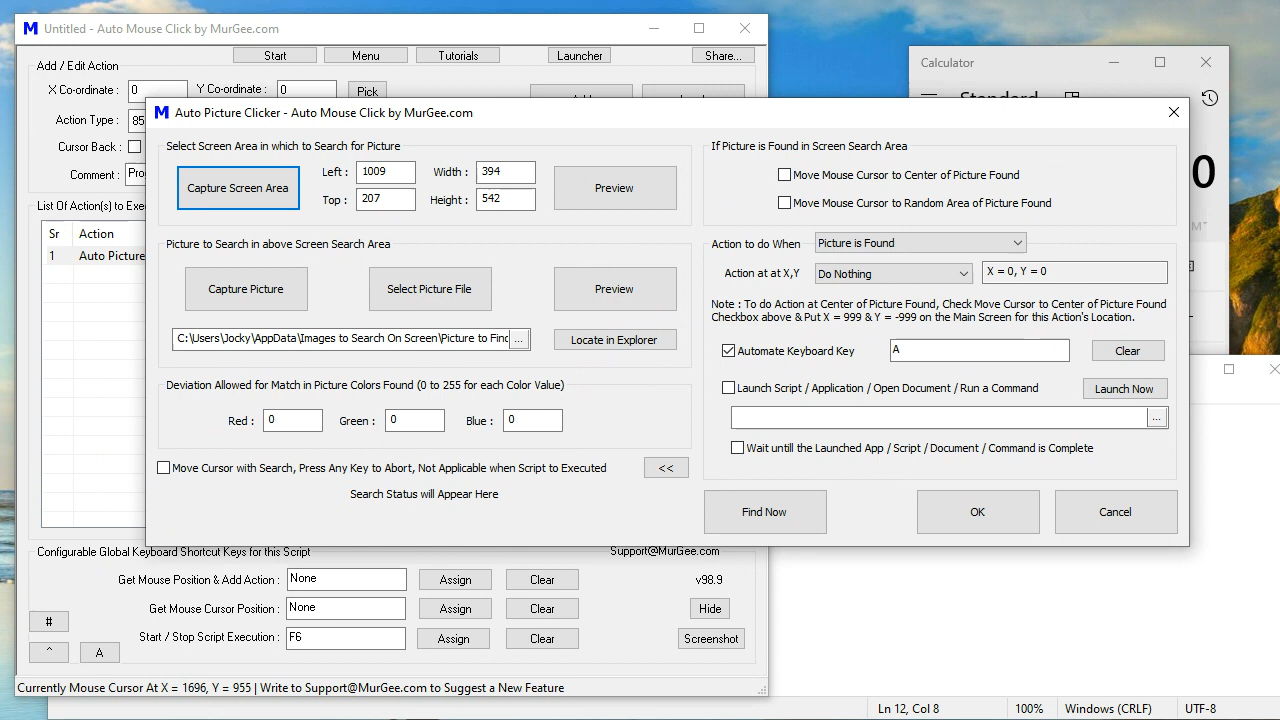 Untitled - Auto Mouse Click by MurGee.com
Start
Menu
Tutorials
Launcher
Share...
Add / Edit Action
X Co-ordinate :
0
Y Co-ordinate :
0
Pick
Action Type :
85
Cursor Back :
Comment :
Pro
List Of Action(s) to Exe
Sr
Action
1
Auto Picture
Calculator
Standard
0
M
Auto Picture Clicker - Auto Mouse Click by MurGee.com
Select Screen Area in which to Search for Picture
Capture Screen Area
Left :
1009
Width :
394
Top :
207
Height :
542
Preview
Picture to Search in above Screen Search Area
Capture Picture
Select Picture File
Preview
C:\Users\Jocky\AppData\Images to Search On Screen\Picture to Find
...
Locate in Explorer
Deviation Allowed for Match in Picture Colors Found (0 to 255 for each Color Value)
Red :
0
Green :
0
Blue :
0
Move Cursor with Search, Press Any Key to Abort, Not Applicable when Script to Executed
<<
Search Status will Appear Here
If Picture is Found in Screen Search Area
Move Mouse Cursor to Center of Picture Found
Move Mouse Cursor to Random Area of Picture Found
Action to do When
Picture is Found
Action at at X,Y
Do Nothing
X = 0, Y = 0
Note : To do Action at Center of Picture Found, Check Move Cursor to Center of Picture Found
Checkbox above & Put X = 999 & Y = -999 on the Main Screen for this Action's Location.
Automate Keyboard Key
A
Clear
Launch Script / Application / Open Document / Run a Command
Launch Now
...
Wait untill the Launched App / Script / Document / Command is Complete
Find Now
OK
Cancel
Configurable Global Keyboard Shortcut Keys for this Script
Support@MurGee.com
Get Mouse Position & Add Action :
None
Assign
Clear
v98.9
Get Mouse Cursor Position :
None
Assign
Clear
Hide
#
Start / Stop Script Execution :
F6
Assign
Clear
Screenshot
^
A
Currently Mouse Cursor At X = 1696, Y = 955 | Write to Support@MurGee.com to Suggest a New Feature
Ln 12, Col 8
100%
Windows (CRLF)
UTF-8